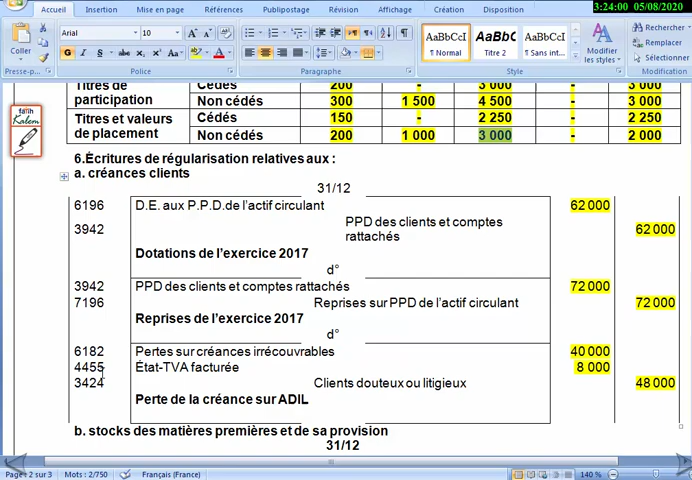 3:24:00 05/08/2020
Accueil Insertion Mise en page Références Publipostage Révision Affichage Création Disposition
Coller
Arial 10
G I S abc x₂ x² Aa
AaBbCcI AaBbC AaBbCcI
¶ Normal Titre 2 ¶ Sans int...
Modifier
les styles
Rechercher
Remplacer
Sélectionner
Presse-p... Police Paragraphe Style Modification
Titres de participation Cédés 200 - 3 000 - 3 000
Non cédés 300 1 500 4 500 - 3 000
Titres et valeurs de placement Cédés 150 - 2 250 - 2 250
Non cédés 200 1 000 3 000 - 2 000
fatih
Kalem
6.Écritures de régularisation relatives aux :
a. créances clients
31/12
6196 D.E. aux P.P.D.de l'actif circulant 62 000
3942 PPD des clients et comptes rattachés 62 000
Dotations de l'exercice 2017
d°
3942 PPD des clients et comptes rattachés 72 000
7196 Reprises sur PPD de l'actif circulant 72 000
Reprises de l'exercice 2017
d°
6182 Pertes sur créances irrécouvrables 40 000
4455 État-TVA facturée 8 000
3424 Clients douteux ou litigieux 48 000
Perte de la créance sur ADIL
b. stocks des matières premières et de sa provision
31/12
Page : 2 sur 3 Mots : 2/750 Français (France) 140 %